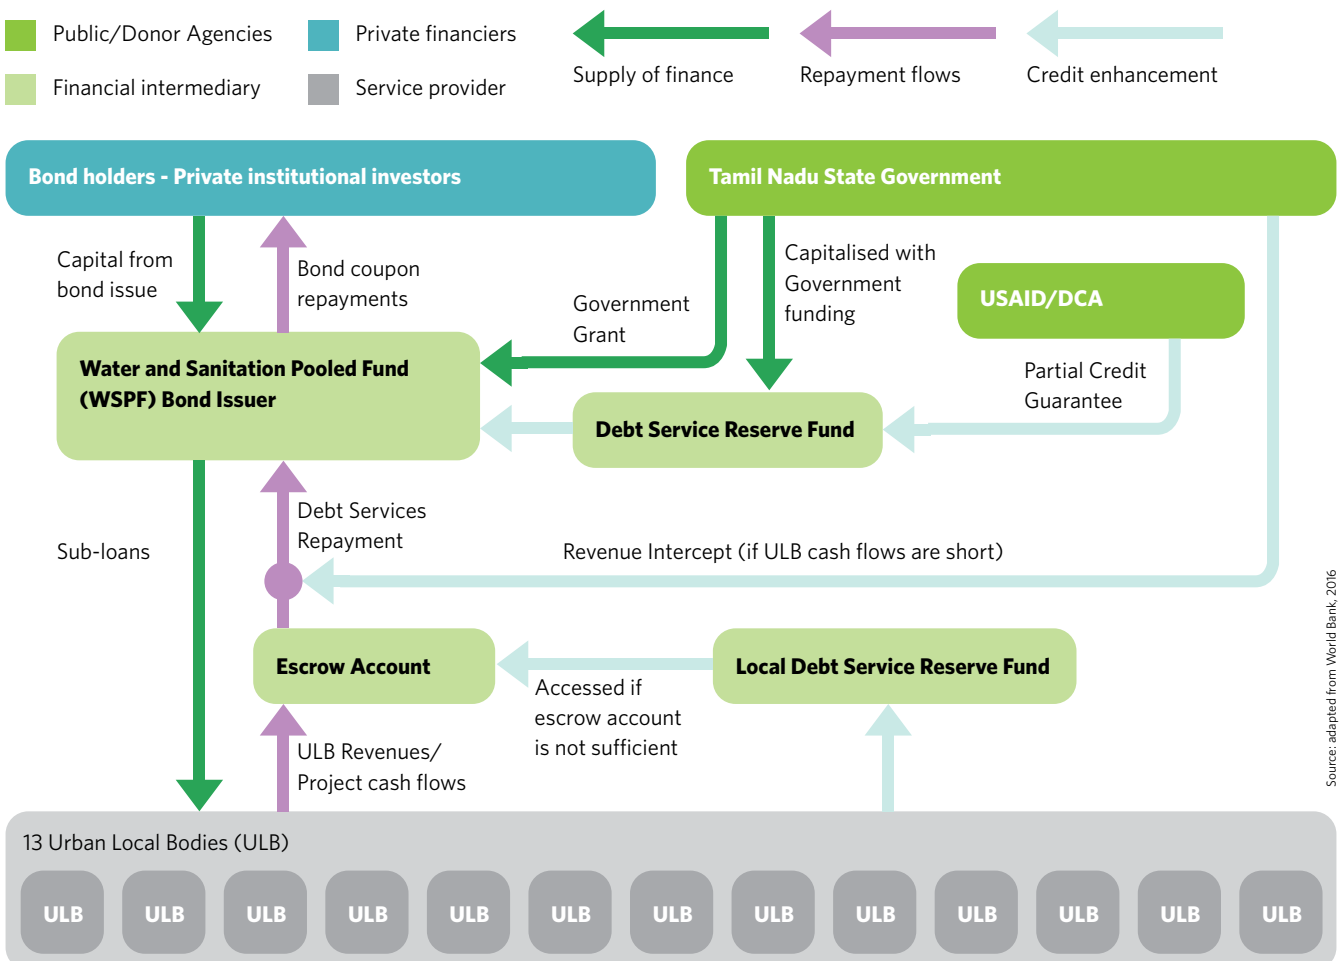 Public/Donor Agencies
Private financiers
Financial intermediary
Service provider
Supply of finance
Repayment flows
Credit enhancement
Bond holders - Private institutional investors
Tamil Nadu State Government
Capital from
bond issue
Bond coupon
repayments
Government
Grant
Capitalised with
Government
funding
USAID/DCA
Partial Credit
Guarantee
Water and Sanitation Pooled Fund
(WSPF) Bond Issuer
Debt Service Reserve Fund
Debt Services
Repayment
Sub-loans
Revenue Intercept (if ULB cash flows are short)
Escrow Account
Local Debt Service Reserve Fund
Accessed if
escrow account
is not sufficient
ULB Revenues/
Project cash flows
Source: adapted from World Bank, 2016
13 Urban Local Bodies (ULB)
ULB
ULB
ULB
ULB
ULB
ULB
ULB
ULB
ULB
ULB
ULB
ULB
ULB